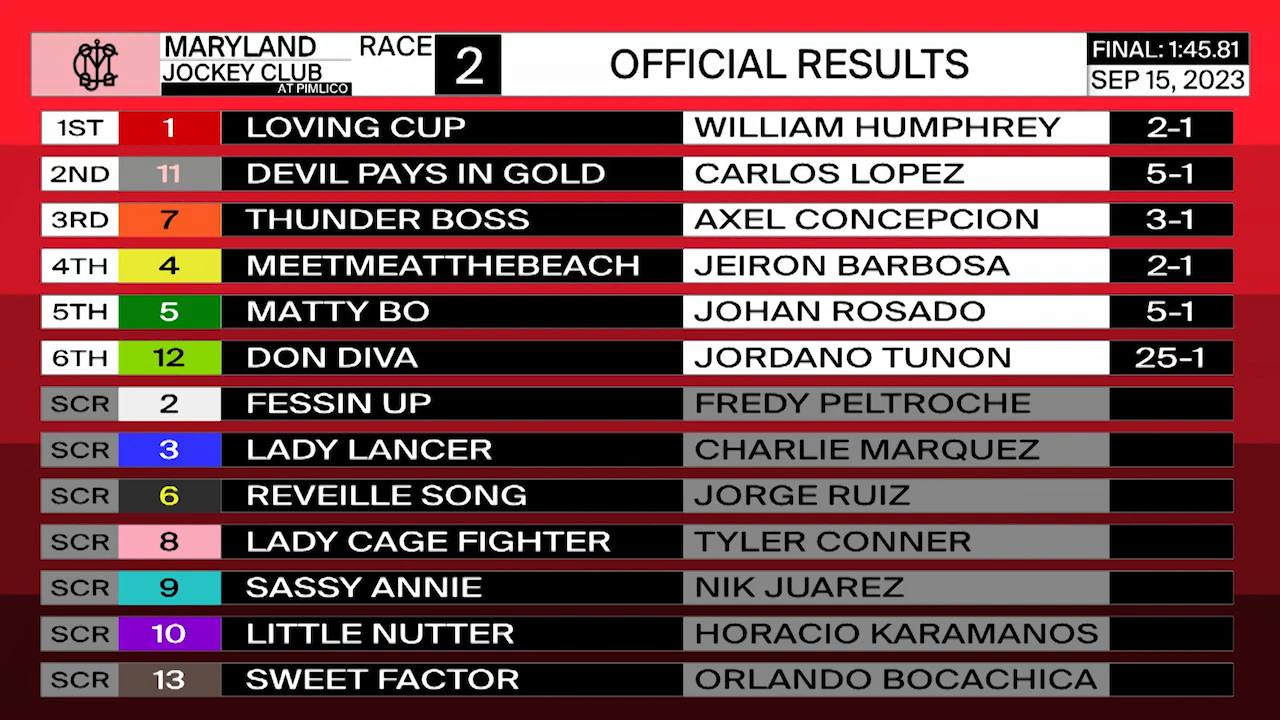 MARYLAND
JOCKEY CLUB
AT PIMLICO
RACE 2
OFFICIAL RESULTS
FINAL: 1:45.81
SEP 15, 2023
1ST 1 LOVING CUP WILLIAM HUMPHREY 2-1
2ND 11 DEVIL PAYS IN GOLD CARLOS LOPEZ 5-1
3RD 7 THUNDER BOSS AXEL CONCEPCION 3-1
4TH 4 MEETMEATTHEBEACH JEIRON BARBOSA 2-1
5TH 5 MATTY BO JOHAN ROSADO 5-1
6TH 12 DON DIVA JORDANO TUNON 25-1
SCR 2 FESSIN UP FREDY PELTROCHE
SCR 3 LADY LANCER CHARLIE MARQUEZ
SCR 6 REVEILLE SONG JORGE RUIZ
SCR 8 LADY CAGE FIGHTER TYLER CONNER
SCR 9 SASSY ANNIE NIK JUAREZ
SCR 10 LITTLE NUTTER HORACIO KARAMANOS
SCR 13 SWEET FACTOR ORLANDO BOCACHICA